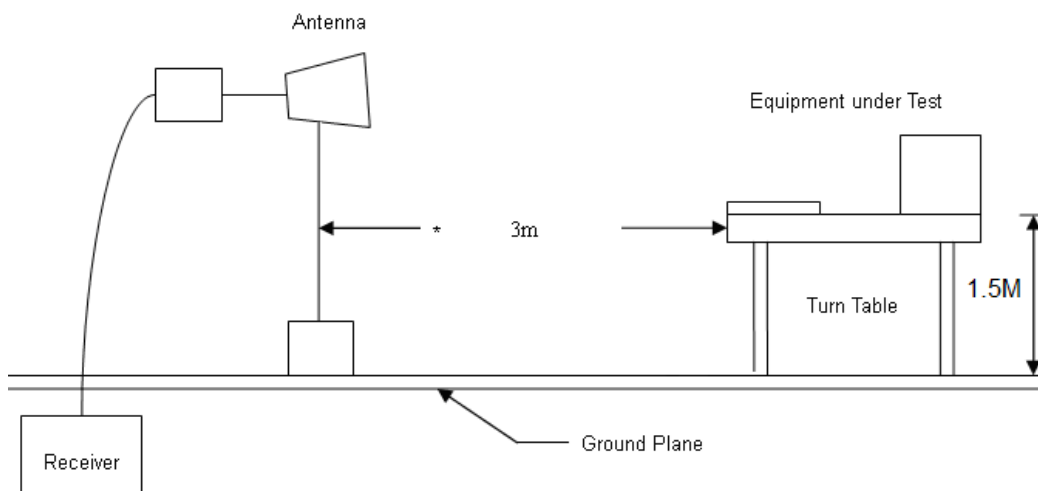 Antenna
Equipment under Test
* 3m
1.5M
Turn Table
Ground Plane
Receiver